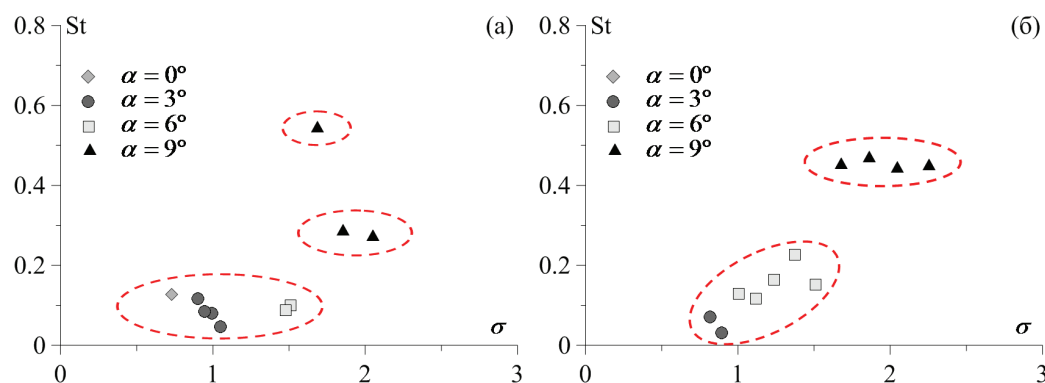 0.8 St (а)
α = 0°
α = 3°
0.6
α = 6°
α = 9°
0.4
0.2
σ
0
0 1 2 3
0.8 St (б)
α = 0°
α = 3°
0.6
α = 6°
α = 9°
0.4
0.2
σ
0
0 1 2 3